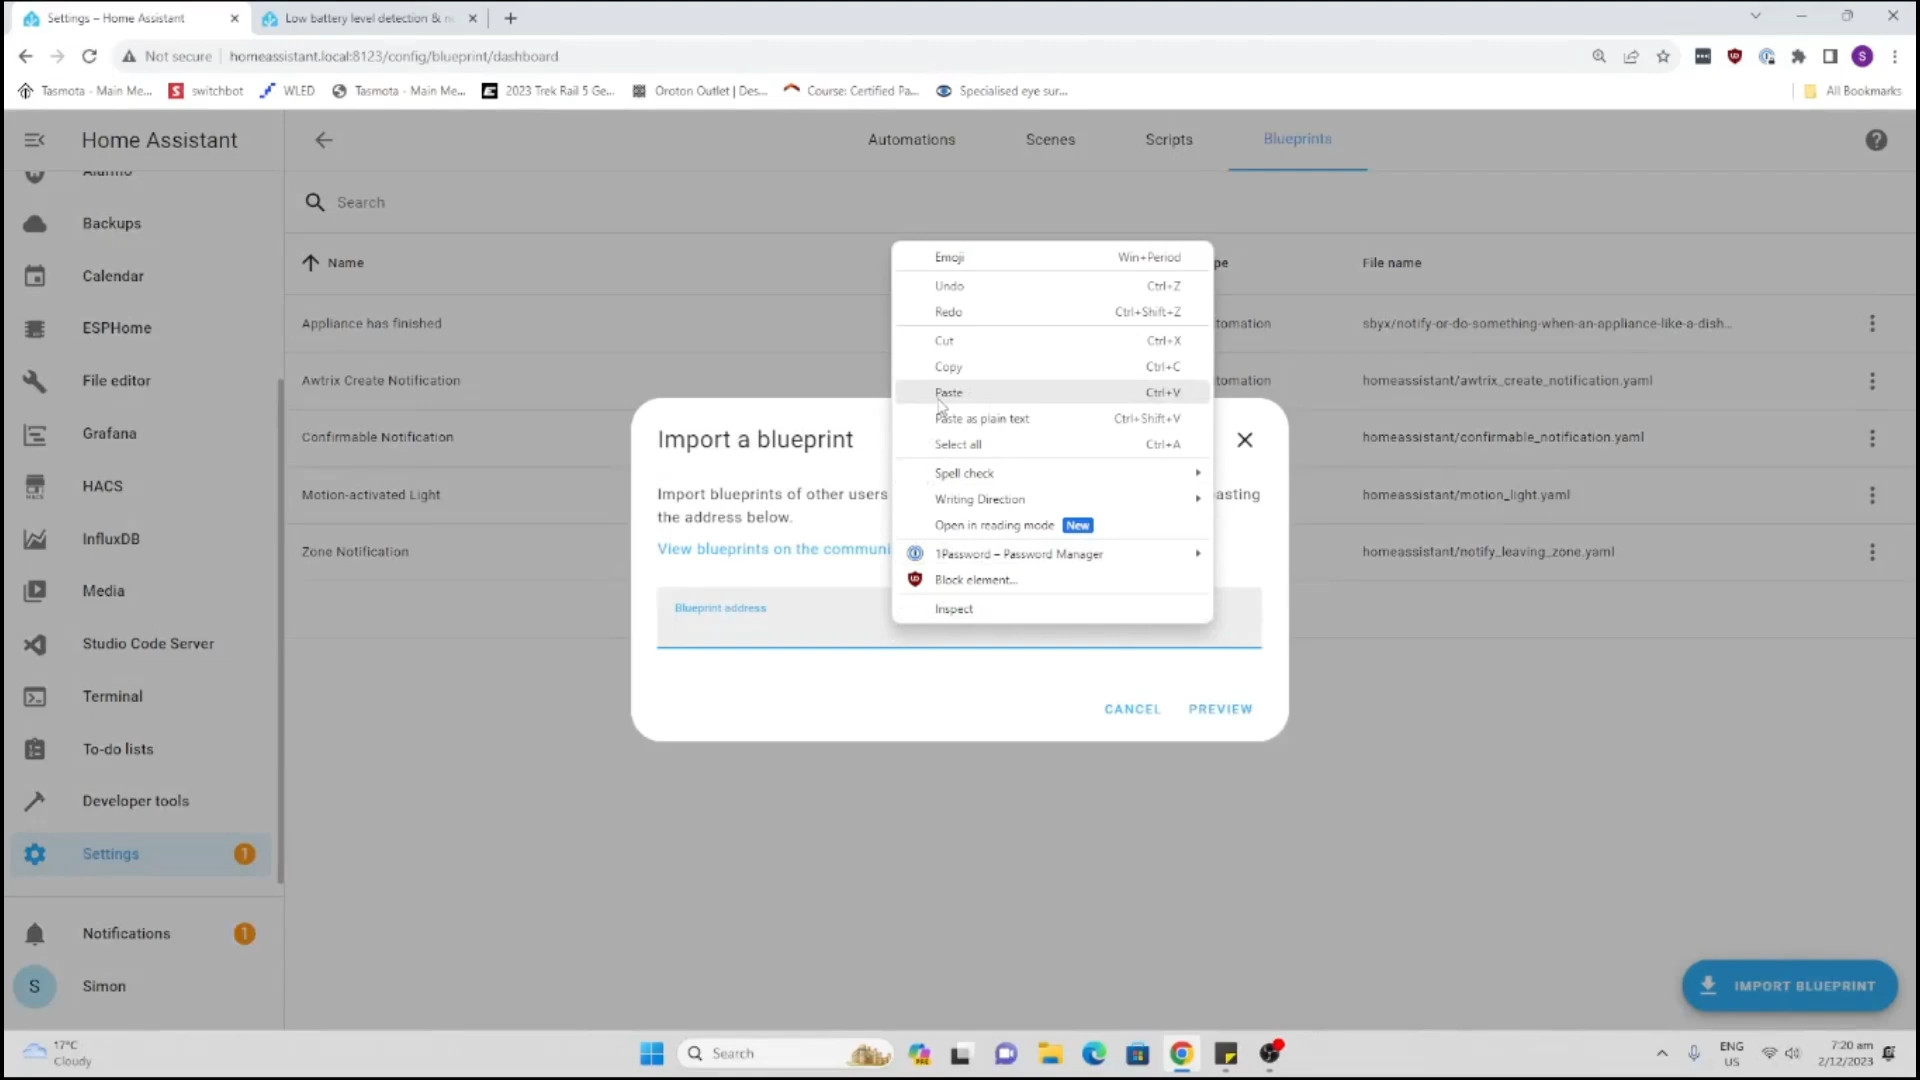 Settings – Home Assistant
Low battery level detection & no
Not secure
homeassistant.local:8123/config/blueprint/dashboard
S
Tasmota - Main Me...
switchbot
WLED
Tasmota - Main Me...
2023 Trek Rail 5 Ge...
Oroton Outlet | Des...
Course: Certified Pa...
Specialised eye sur...
All Bookmarks
Home Assistant
Automations
Scenes
Scripts
Blueprints
Alarmo
Backups
Calendar
ESPHome
File editor
Grafana
HACS
InfluxDB
Media
Studio Code Server
Terminal
To-do lists
Developer tools
Settings 1
Notifications 1
S Simon
Search
Name
pe
File name
Appliance has finished
tomation
sbyx/notify-or-do-something-when-an-appliance-like-a-dish...
Awtrix Create Notification
tomation
homeassistant/awtrix_create_notification.yaml
Confirmable Notification
homeassistant/confirmable_notification.yaml
Motion-activated Light
homeassistant/motion_light.yaml
Zone Notification
homeassistant/notify_leaving_zone.yaml
Import a blueprint
Import blueprints of other users
asting
the address below.
View blueprints on the communi
Blueprint address
CANCEL
PREVIEW
Emoji Win+Period
Undo Ctrl+Z
Redo Ctrl+Shift+Z
Cut Ctrl+X
Copy Ctrl+C
Paste Ctrl+V
Paste as plain text Ctrl+Shift+V
Select all Ctrl+A
Spell check
Writing Direction
Open in reading mode New
1Password – Password Manager
Block element...
Inspect
IMPORT BLUEPRINT
17°C
Cloudy
Search
ENG
US
7:20 am
2/12/2023